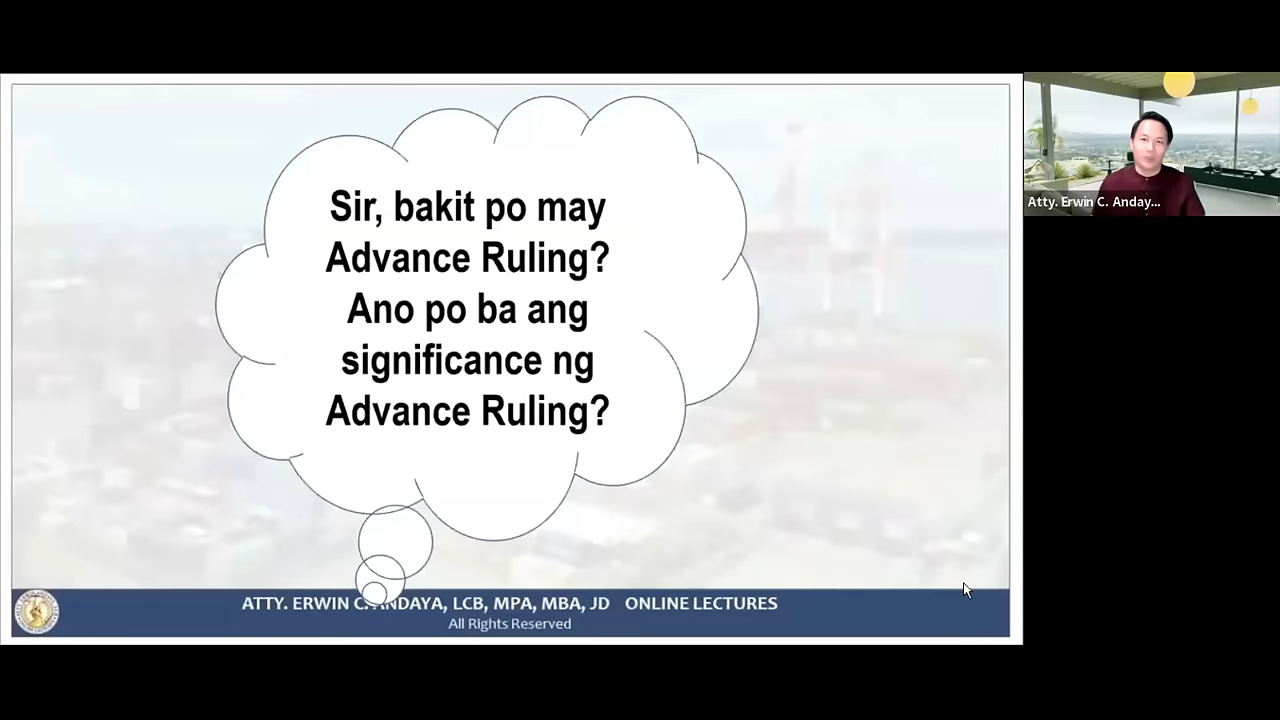 Sir, bakit po may
Advance Ruling?
Ano po ba ang
significance ng
Advance Ruling?
ATTY. ERWIN C. ANDAYA, LCB, MPA, MBA, JD ONLINE LECTURES
All Rights Reserved
Atty. Erwin C. Anday...